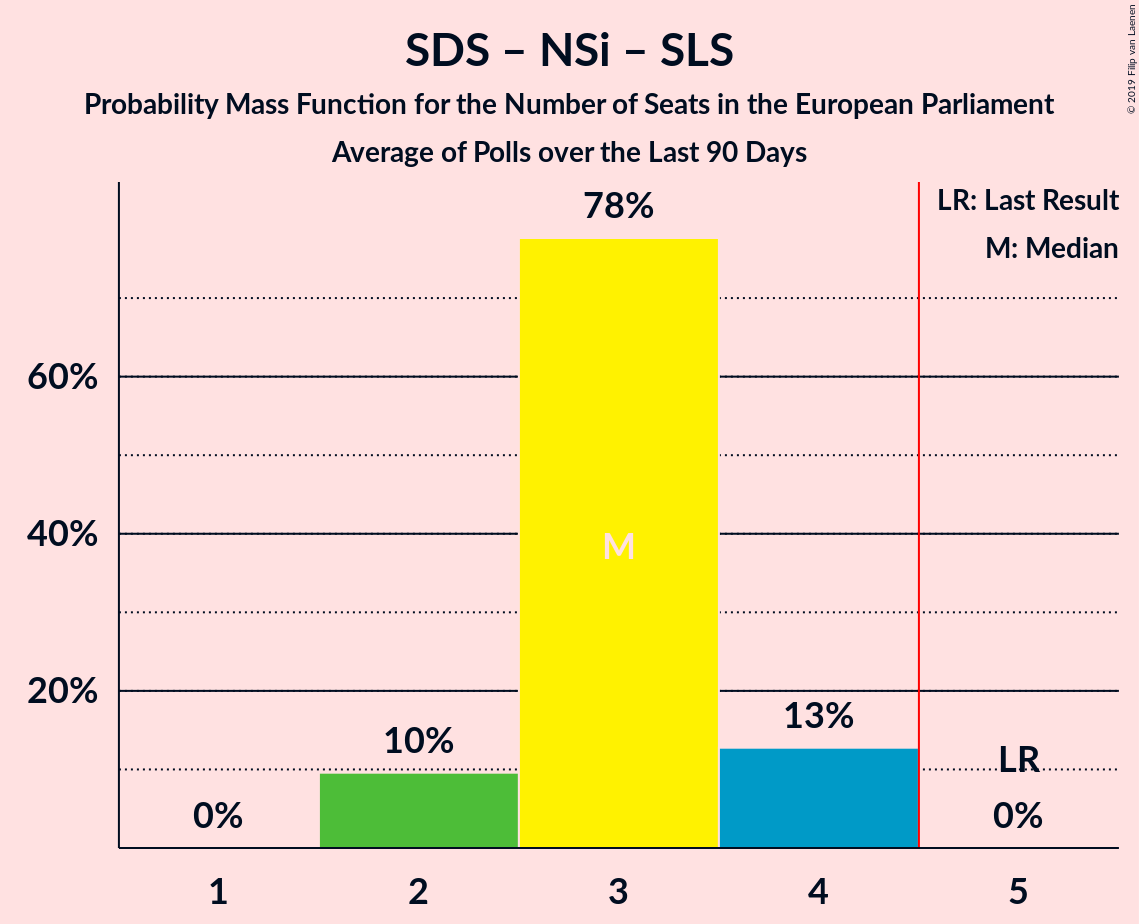 SDS – NSi – SLS
Probability Mass Function for the Number of Seats in the European Parliament
Average of Polls over the Last 90 Days
© 2019 Filip van Laenen
LR: Last Result
M: Median
78%
60%
M
40%
20%
13%
10%
LR
0%
0%
1 2 3 4 5